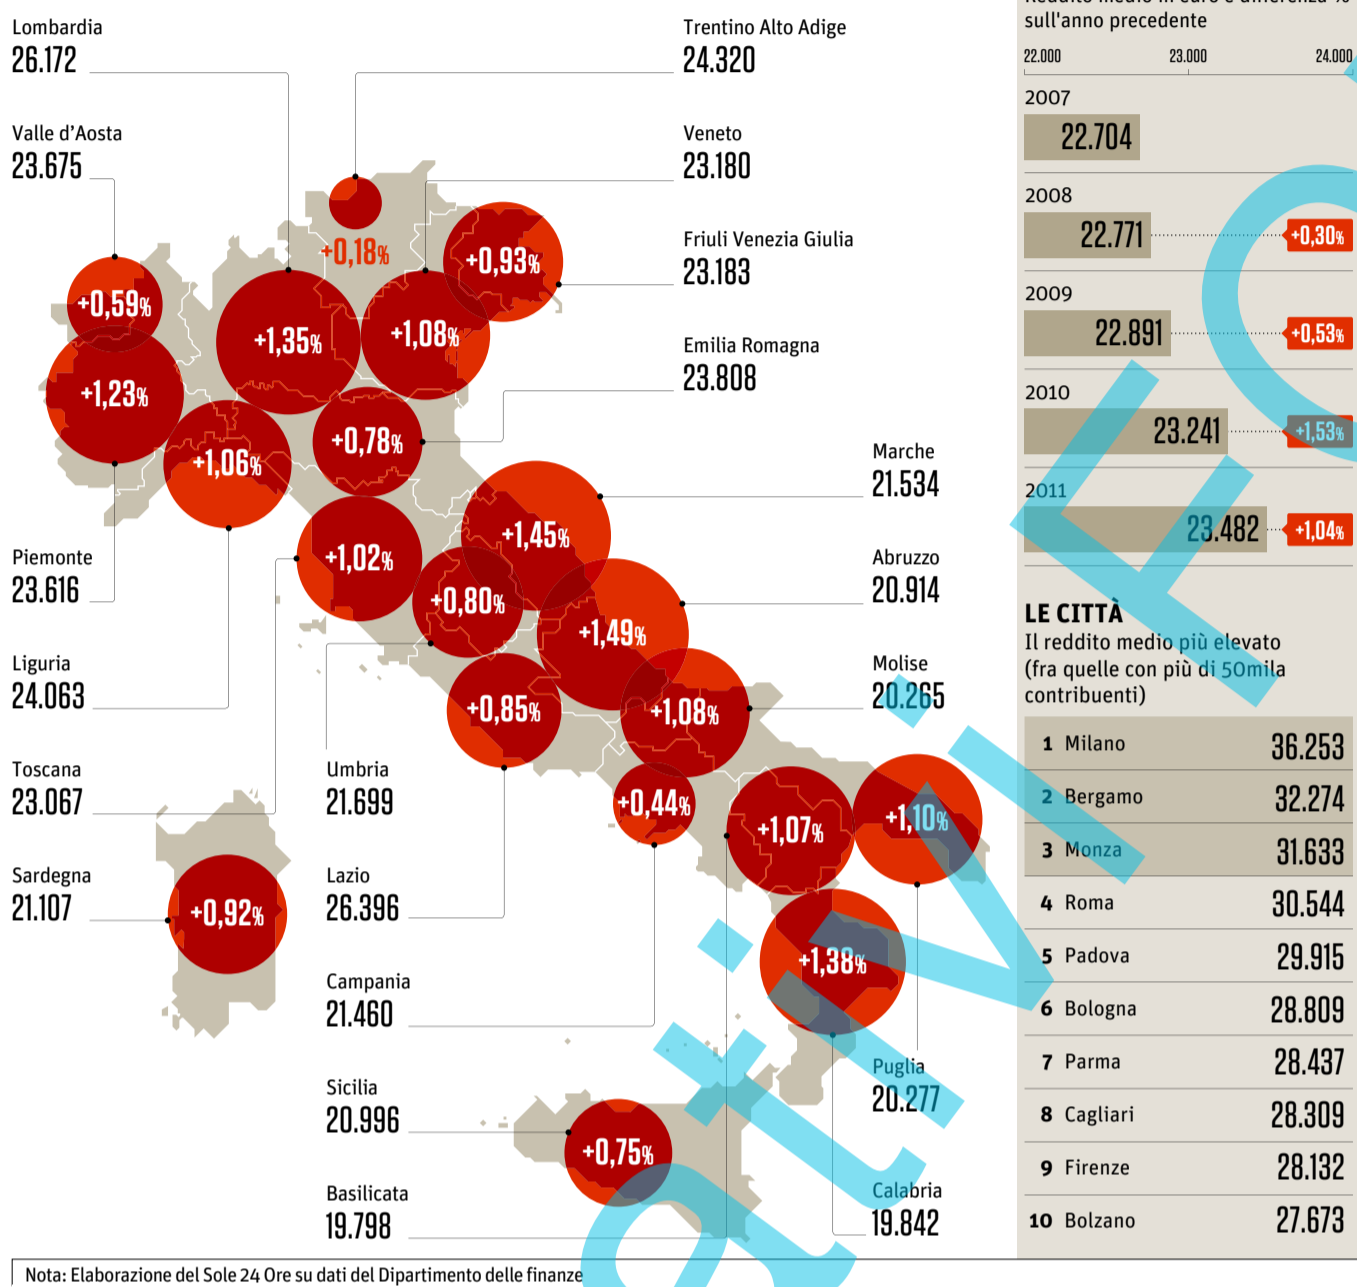 Lombardia
26.172
Valle d'Aosta
23.675
Trentino Alto Adige
24.320
Veneto
23.180
Friuli Venezia Giulia
23.183
Emilia Romagna
23.808
Marche
21.534
Abruzzo
20.914
Molise
20.265
Piemonte
23.616
Liguria
24.063
Toscana
23.067
Sardegna
21.107
Umbria
21.699
Lazio
26.396
Campania
21.460
Sicilia
20.996
Basilicata
19.798
Puglia
20.277
Calabria
19.842
+0,18%
+0,93%
+0,59%
+1,35%
+1,08%
+1,23%
+0,78%
+1,06%
+1,45%
+1,02%
+0,80%
+1,49%
+0,85%
+1,08%
+0,44%
+1,07%
+1,10%
+0,92%
+1,38%
+0,75%
Reddito medio in euro e differenza %
sull'anno precedente
22.000 23.000 24.000
2007
22.704
2008
22.771 +0,30%
2009
22.891 +0,53%
2010
23.241 +1,53%
2011
23.482 +1,04%
LE CITTÀ
Il reddito medio più elevato
(fra quelle con più di 50mila
contribuenti)
1 Milano 36.253
2 Bergamo 32.274
3 Monza 31.633
4 Roma 30.544
5 Padova 29.915
6 Bologna 28.809
7 Parma 28.437
8 Cagliari 28.309
9 Firenze 28.132
10 Bolzano 27.673
Nota: Elaborazione del Sole 24 Ore su dati del Dipartimento delle finanze